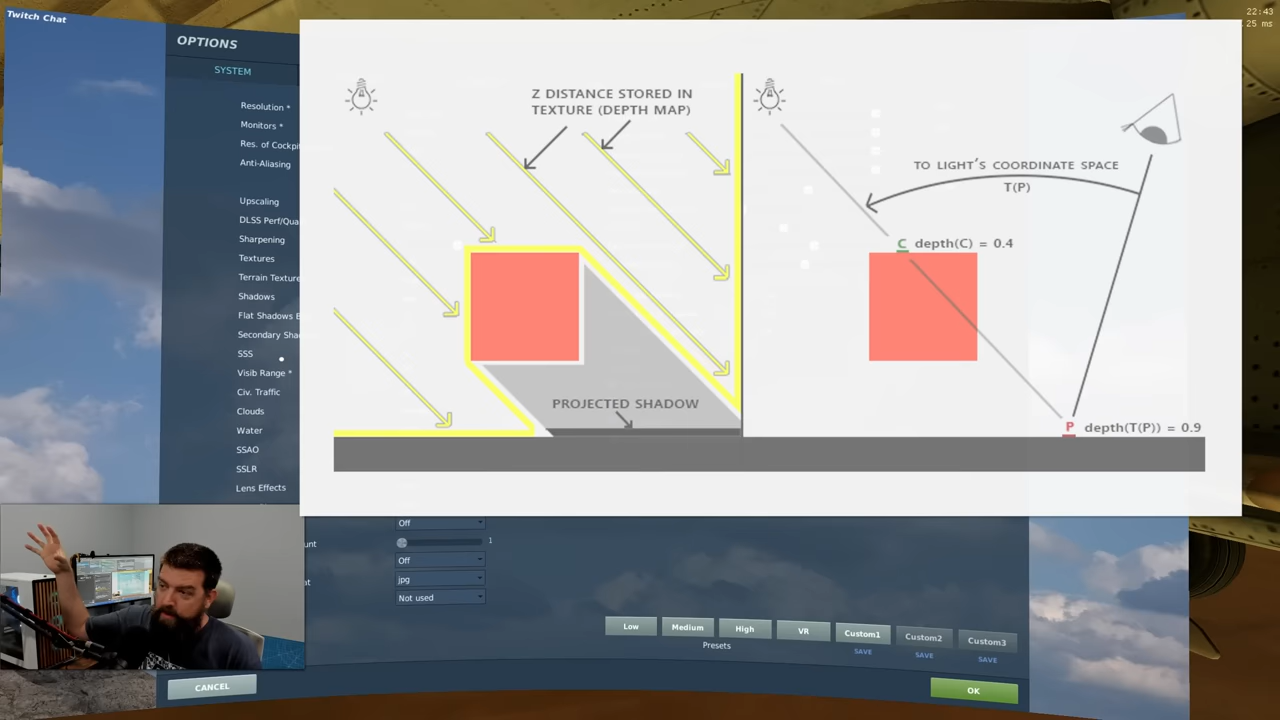 Twitch Chat
22:43
25 ms
OPTIONS
SYSTEM
Resolution *
Monitors *
Res. of Cockpi
Anti-Aliasing
Upscaling
DLSS Perf/Qua
Sharpening
Textures
Terrain Texture
Shadows
Flat Shadows B
Secondary Sha
SSS
Visib Range *
Civ. Traffic
Clouds
Water
SSAO
SSLR
Lens Effects
Z DISTANCE STORED IN
TEXTURE (DEPTH MAP)
PROJECTED SHADOW
TO LIGHT'S COORDINATE SPACE
T(P)
C depth(C) = 0.4
P depth(T(P)) = 0.9
Off
unt
1
Off
at
jpg
Not used
Low
Medium
High
VR
Custom1
Custom2
Custom3
Presets
SAVE
SAVE
SAVE
CANCEL
OK